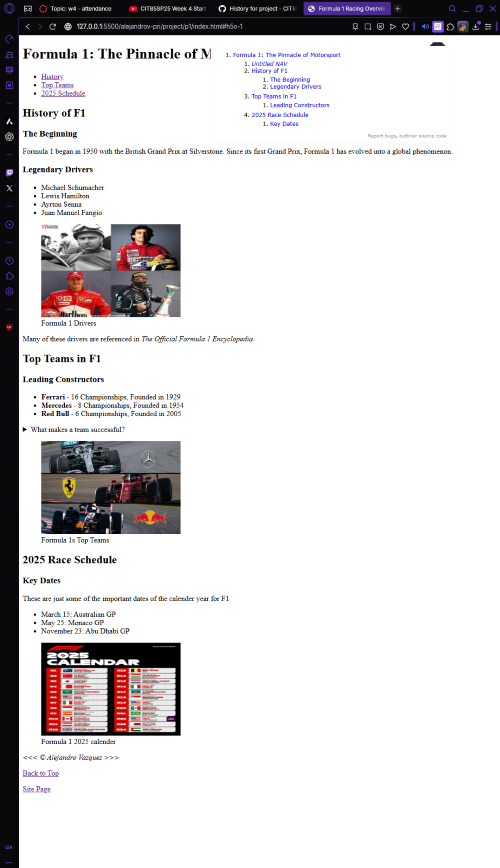 Topic: w4 - attendance
CIT8SSP25 Week 4 Start
History for project - CIT8
Formula 1 Racing Overvie
127.0.0.1:5500/alejandrov-pri/project/p1/index.html#h5o-1
Formula 1: The Pinnacle of M
1. Formula 1: The Pinnacle of Motorsport
1. Untitled NAV
2. History of F1
1. The Beginning
2. Legendary Drivers
3. Top Teams in F1
1. Leading Constructors
4. 2025 Race Schedule
1. Key Dates
Report bugs, outliner source code
History
Top Teams
2025 Schedule
History of F1
The Beginning
Formula 1 began in 1950 with the British Grand Prix at Silverstone. Since its first Grand Prix, Formula 1 has evolved into a global phenomenon.
Legendary Drivers
Michael Schumacher
Lewis Hamilton
Ayrton Senna
Juan Manuel Fangio
Formula 1 Drivers
Many of these drivers are referenced in The Official Formula 1 Encyclopedia.
Top Teams in F1
Leading Constructors
Ferrari - 16 Championships, Founded in 1929
Mercedes - 8 Championships, Founded in 1954
Red Bull - 6 Championships, Founded in 2005
What makes a team successful?
Red Bull
Formula 1s Top Teams
2025 Race Schedule
Key Dates
These are just some of the important dates of the calender year for F1
March 15: Australian GP
May 25: Monaco GP
November 23: Abu Dhabi GP
2025
CALENDAR
Formula 1 2025 calender
<<< © Alejandro Vazquez >>>
Back to Top
Site Page
GX